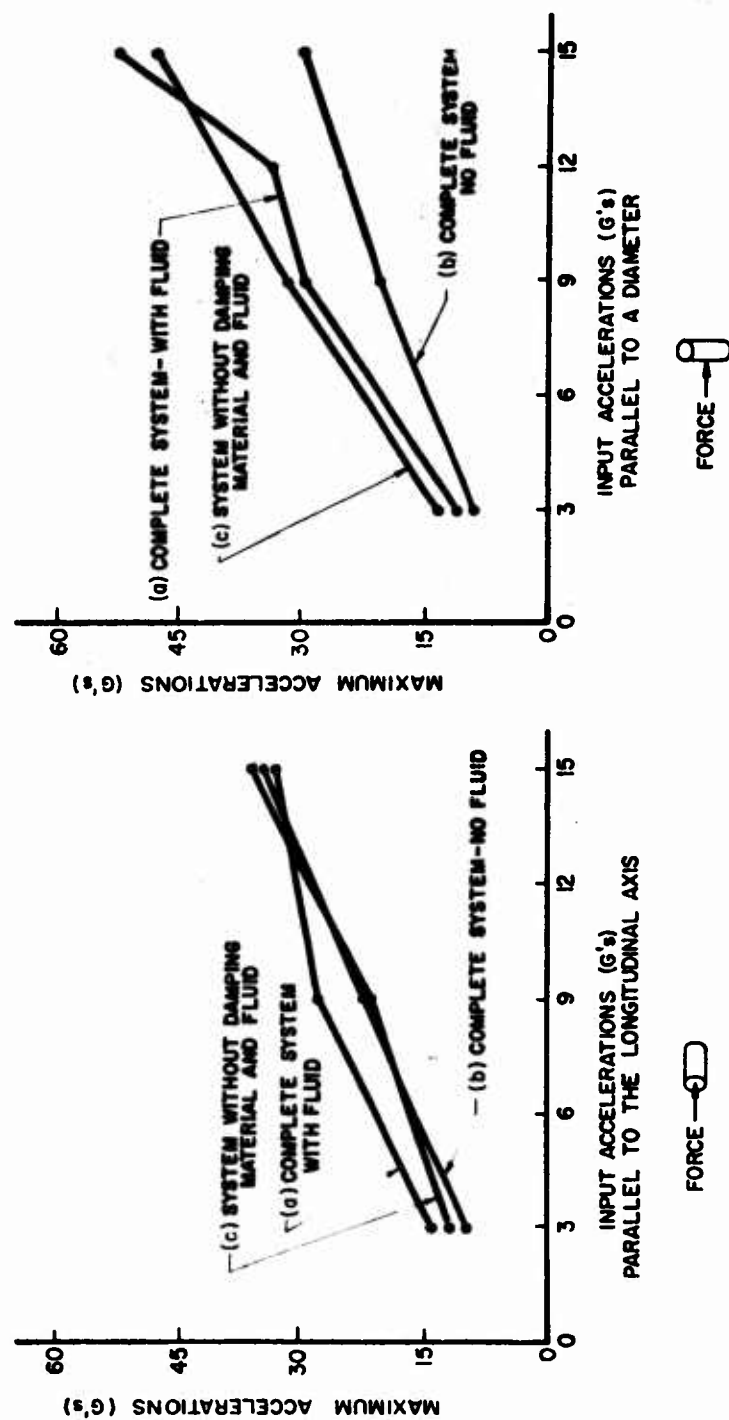 MAXIMUM ACCELERATIONS (G's)
60
45
30
15
0
0
3
6
9
12
15
(c) SYSTEM WITHOUT DAMPING
MATERIAL AND FLUID
(a) COMPLETE SYSTEM
WITH FLUID
(b) COMPLETE SYSTEM-NO FLUID
INPUT ACCELERATIONS (G's)
PARALLEL TO THE LONGITUDINAL AXIS
FORCE
MAXIMUM ACCELERATIONS (G's)
60
45
30
15
0
0
3
6
9
12
15
(a) COMPLETE SYSTEM-WITH FLUID
(c) SYSTEM WITHOUT DAMPING
MATERIAL AND FLUID
(b) COMPLETE SYSTEM
NO FLUID
INPUT ACCELERATIONS (G's)
PARALLEL TO A DIAMETER
FORCE